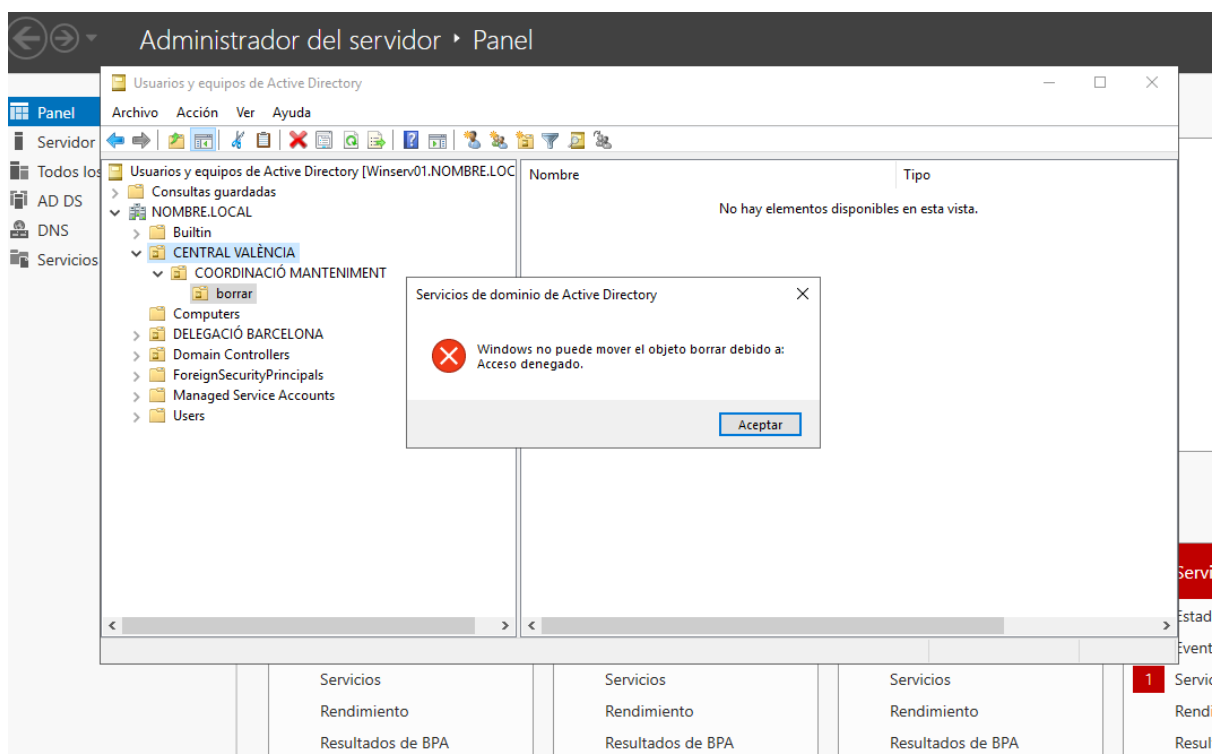 Administrador del servidor ‣ Panel
Usuarios y equipos de Active Directory
Archivo Acción Ver Ayuda
Panel
Servidor
Todos los
AD DS
DNS
Servicios
Usuarios y equipos de Active Directory [Winserv01.NOMBRE.LOC
Consultas guardadas
NOMBRE.LOCAL
Builtin
CENTRAL VALÈNCIA
COORDINACIÓ MANTENIMENT
borrar
Computers
DELEGACIÓ BARCELONA
Domain Controllers
ForeignSecurityPrincipals
Managed Service Accounts
Users
Nombre Tipo
No hay elementos disponibles en esta vista.
Servicios de dominio de Active Directory
Windows no puede mover el objeto borrar debido a:
Acceso denegado.
Aceptar
Servi
Estad
Event
Servicios Servicios Servicios 1 Servic
Rendimiento Rendimiento Rendimiento Rendi
Resultados de BPA Resultados de BPA Resultados de BPA Resul